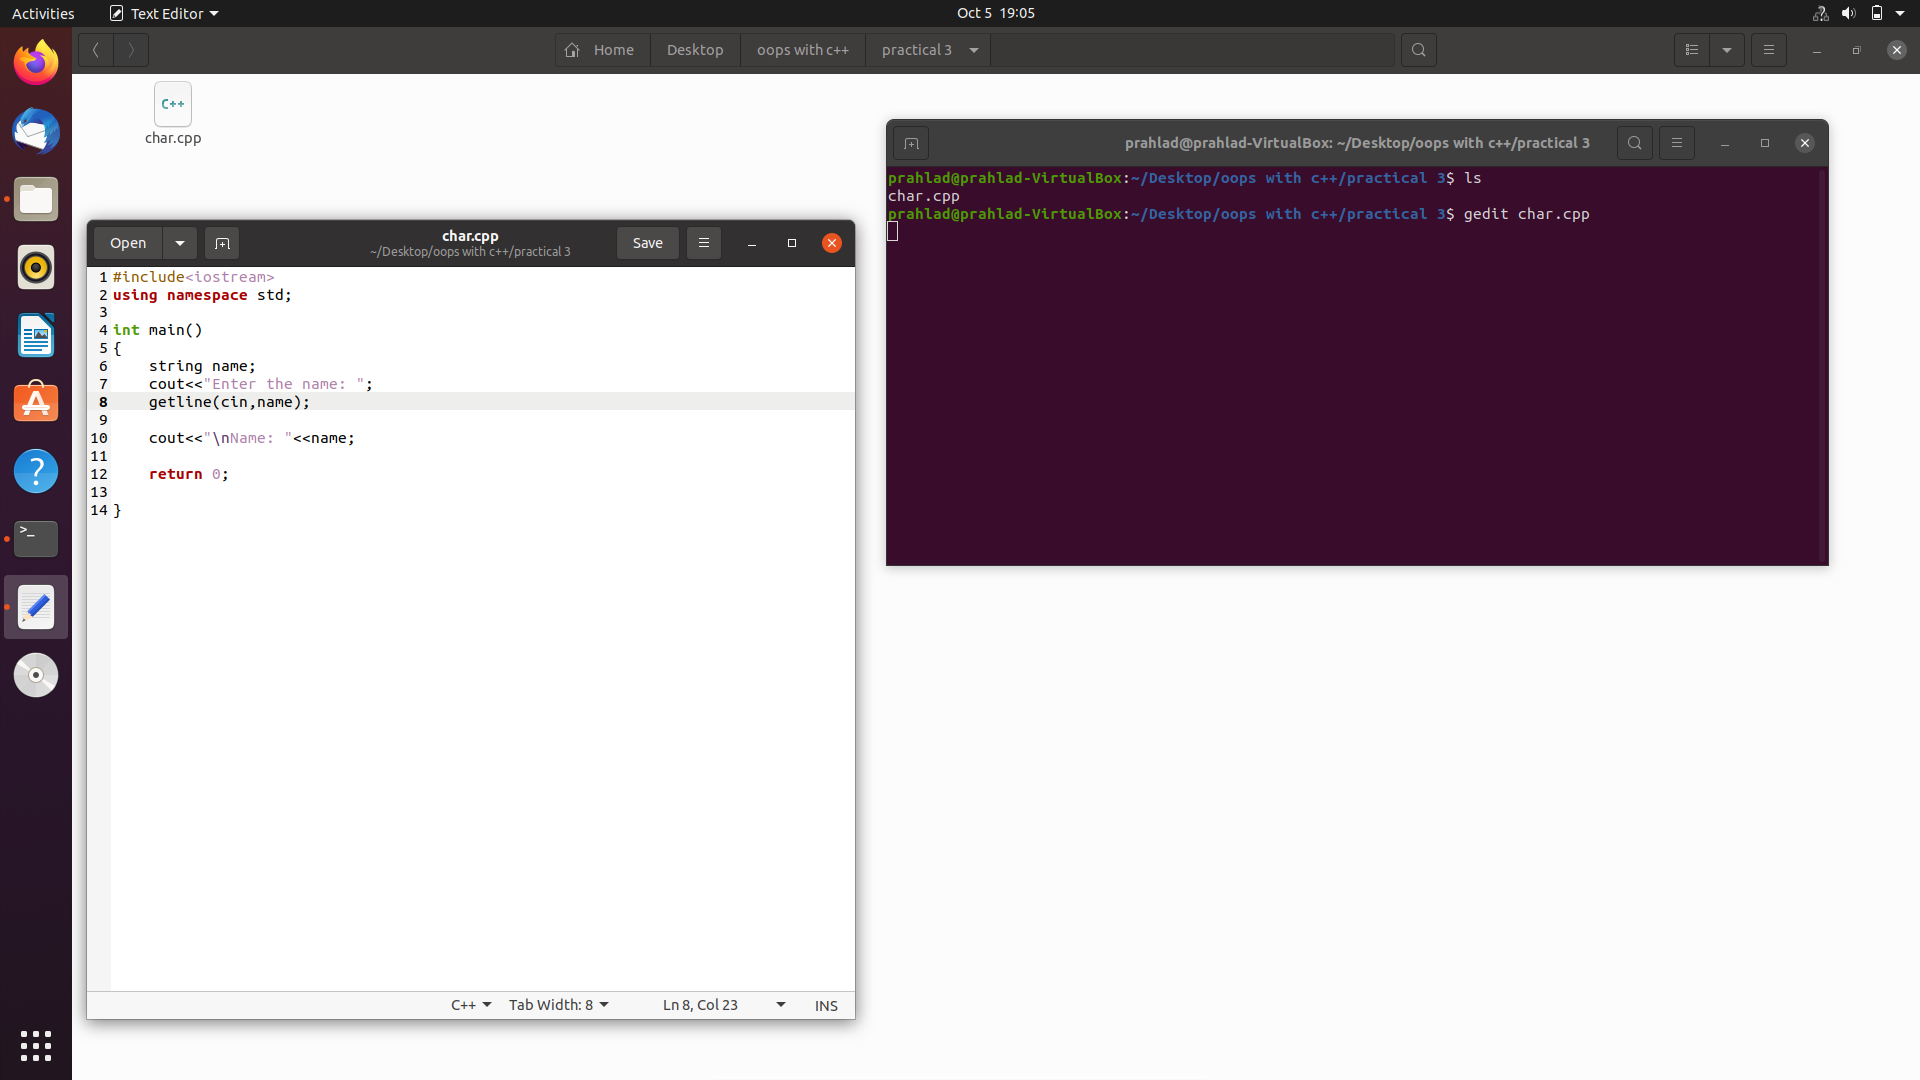 Activities
Text Editor
Oct 5 19:05
Home
Desktop
oops with c++
practical 3
C++
char.cpp
Open
char.cpp
~/Desktop/oops with c++/practical 3
Save
1 #include<iostream>
2 using namespace std;
3
4 int main()
5 {
6     string name;
7     cout<<"Enter the name: ";
8     getline(cin,name);
9
10     cout<<"\nName: "<<name;
11
12     return 0;
13
14 }
C++
Tab Width: 8
Ln 8, Col 23
INS
prahlad@prahlad-VirtualBox: ~/Desktop/oops with c++/practical 3
prahlad@prahlad-VirtualBox:~/Desktop/oops with c++/practical 3$ ls
char.cpp
prahlad@prahlad-VirtualBox:~/Desktop/oops with c++/practical 3$ gedit char.cpp